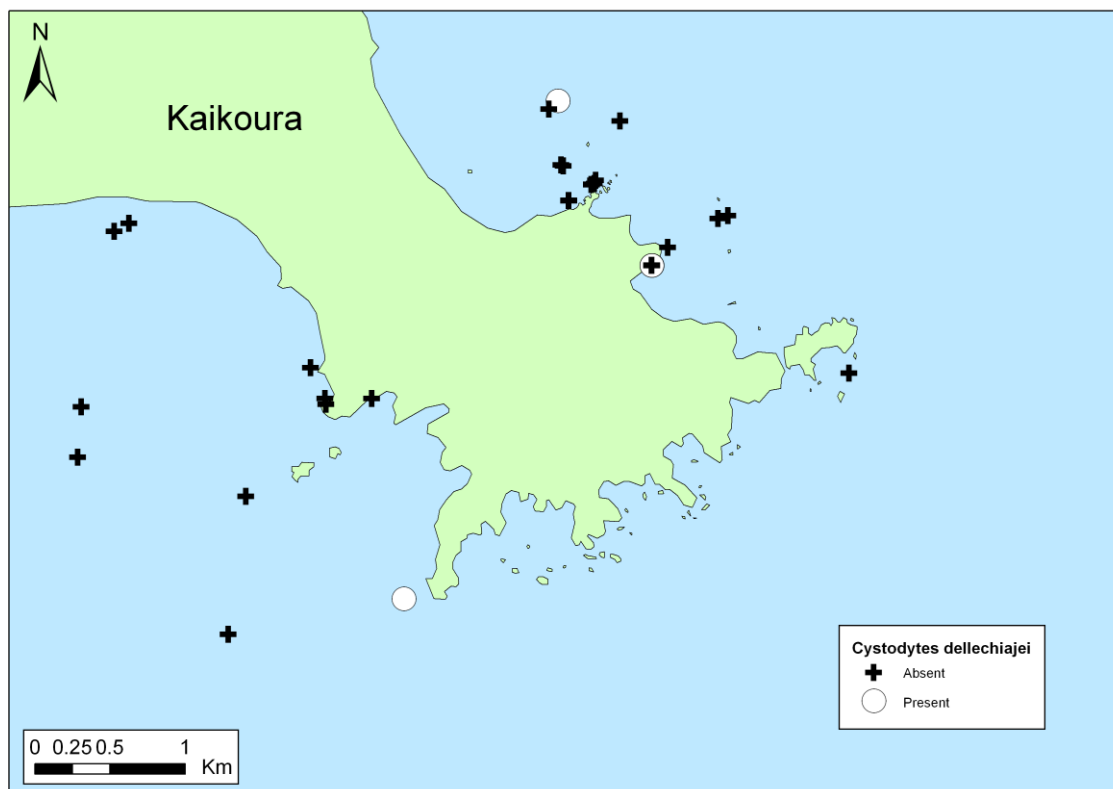 N
Kaikoura
Cystodytes dellechiajei
Absent
Present
0 0.25 0.5 1
Km